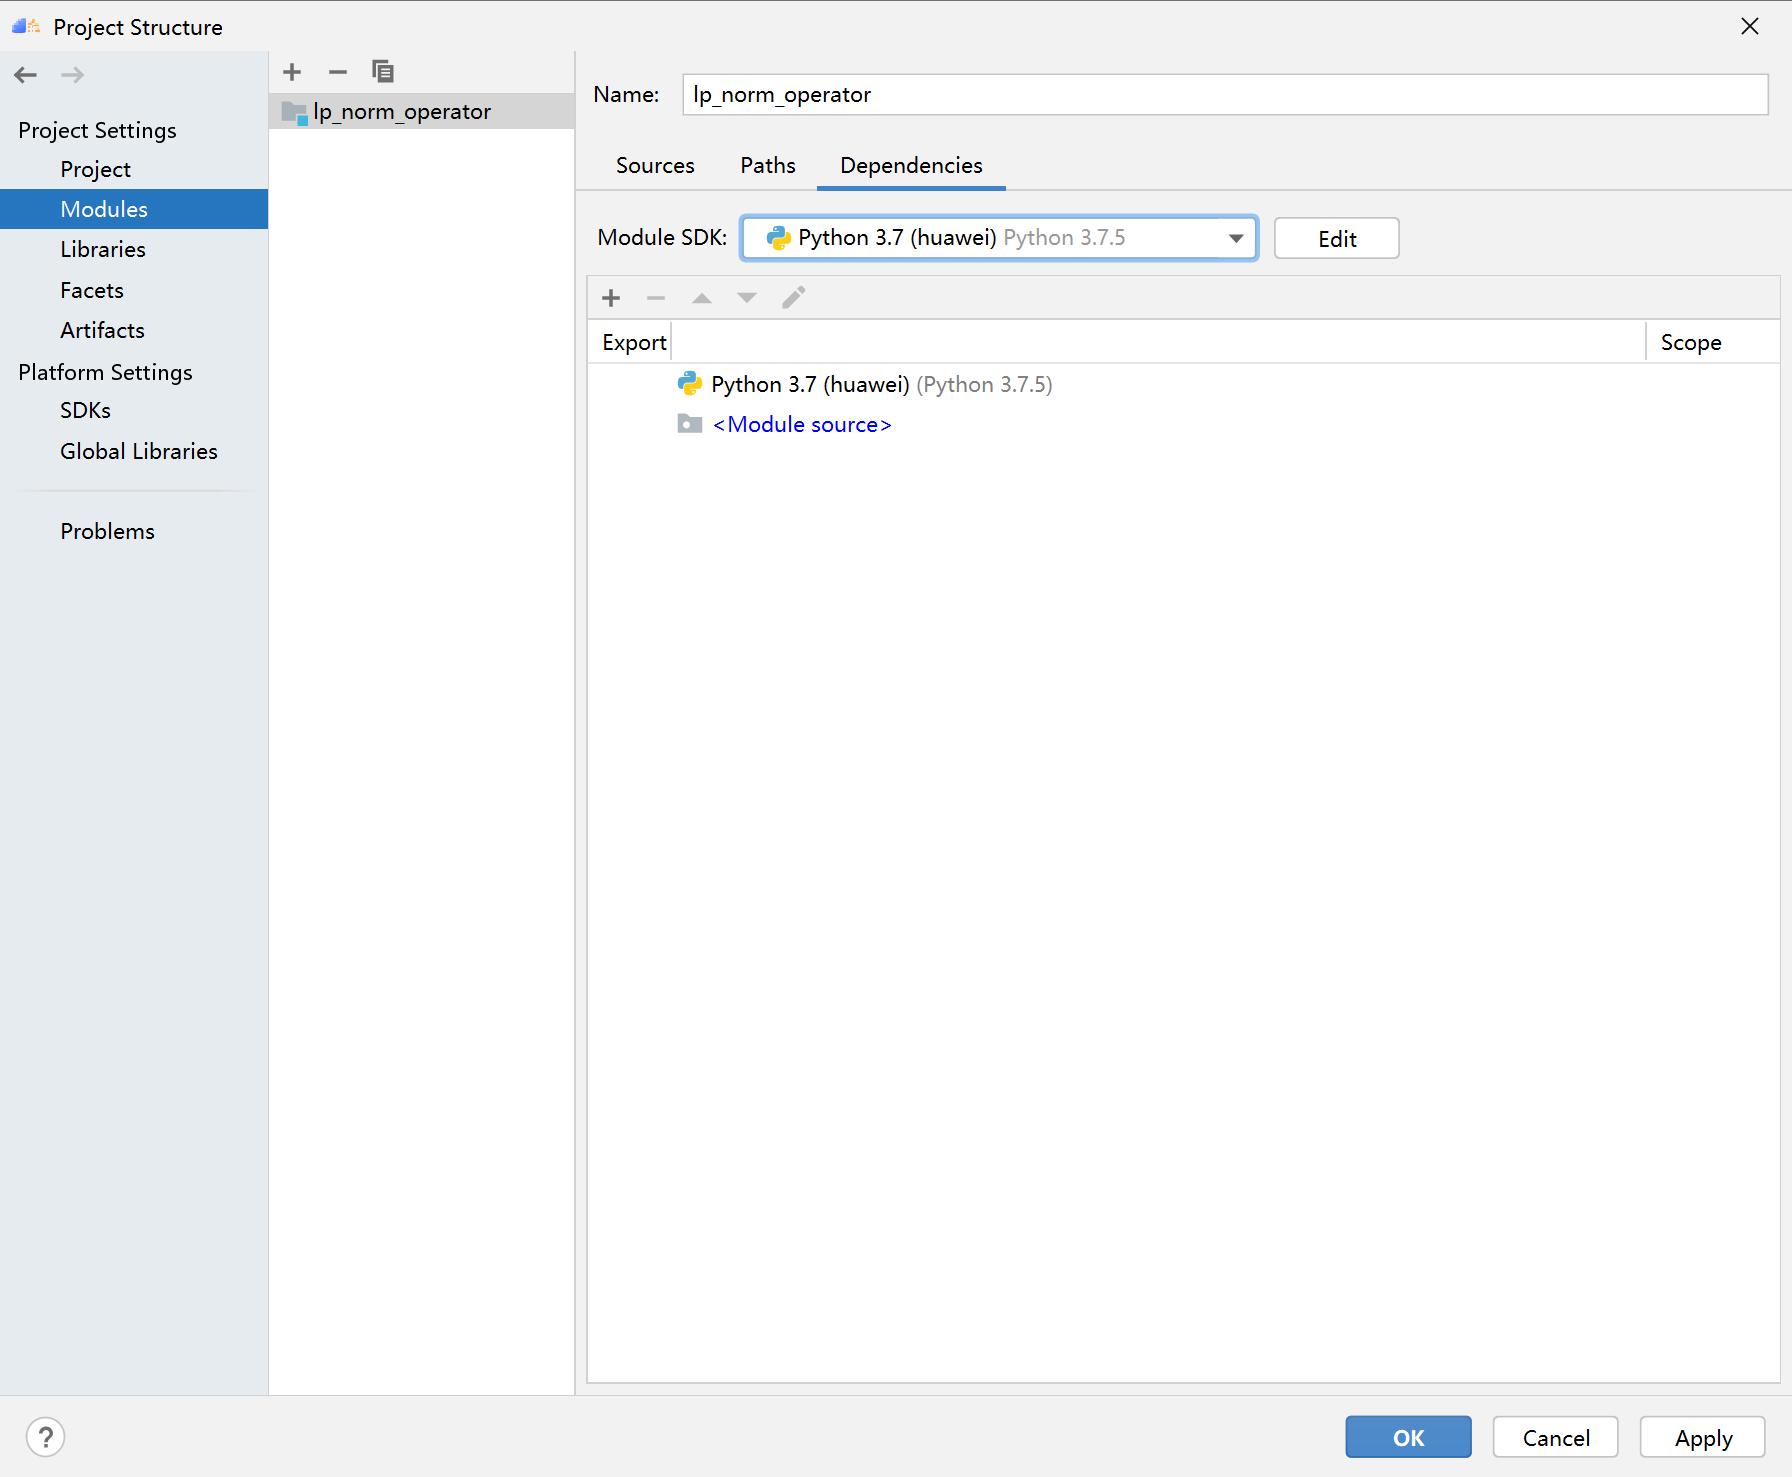 Project Structure
Project Settings
Project
Modules
Libraries
Facets
Artifacts
Platform Settings
SDKs
Global Libraries
Problems
lp_norm_operator
Name: lp_norm_operator
Sources Paths Dependencies
Module SDK: Python 3.7 (huawei) Python 3.7.5 Edit
Export Scope
Python 3.7 (huawei) (Python 3.7.5)
<Module source>
? OK Cancel Apply